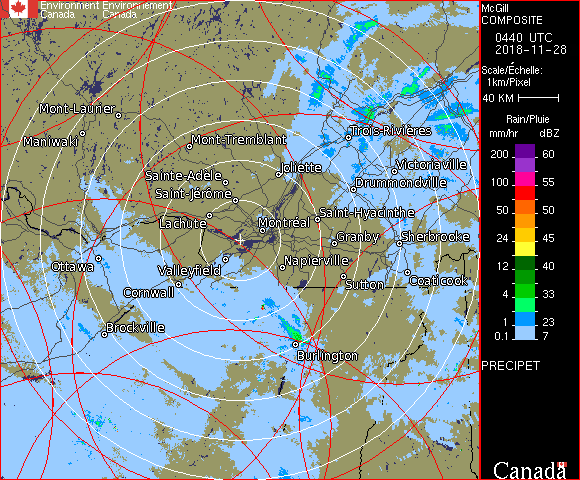 Environment Environnement
Canada Canada
McGill
COMPOSITE
0440 UTC
2018-11-28
Scale/Échelle:
1km/Pixel
40 KM
Rain/Pluie
mm/hr dBZ
200 60
100 55
50 50
24 45
12 40
4 33
1 23
0.1 7
PRECIPET
Canada
Mont-Laurier
Maniwaki
Mont-Tremblant
Trois-Rivières
Joliette
Victoriaville
Sainte-Adèle
Drummondville
Saint-Jérôme
Saint-Hyacinthe
Lachute
Montréal
Granby
Sherbrooke
Ottawa
Valleyfield
Napierville
Sutton
Coaticook
Cornwall
Brockville
Burlington